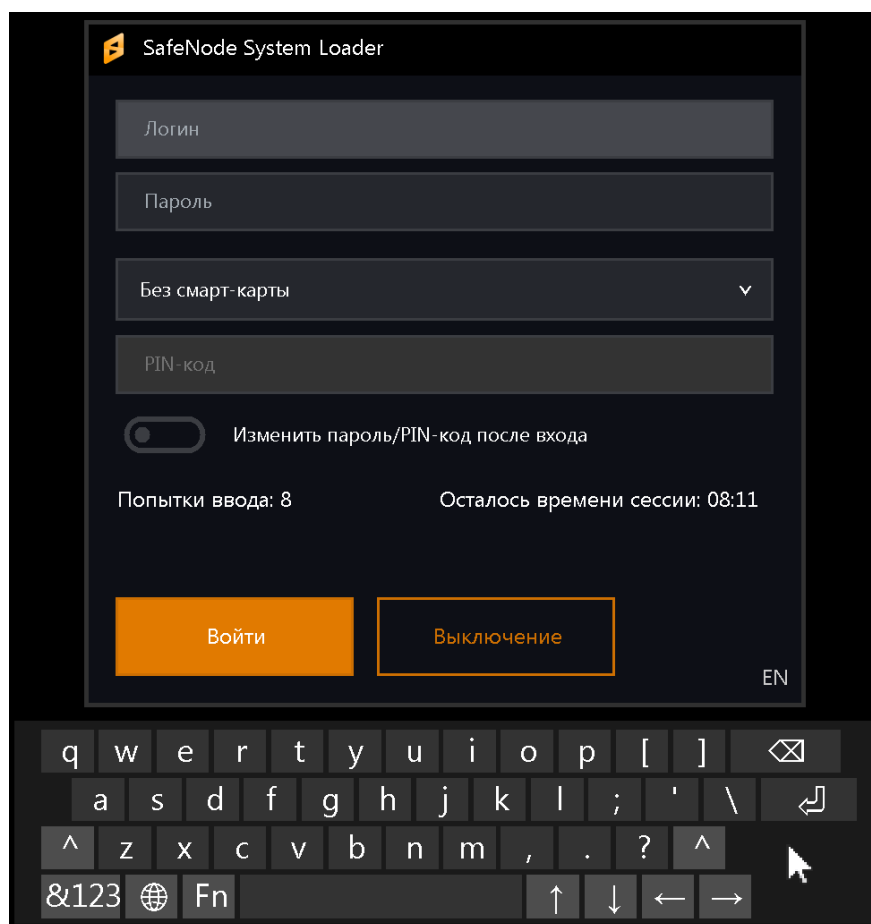 SafeNode System Loader
Логин
Пароль
Без смарт-карты
PIN-код
Изменить пароль/PIN-код после входа
Попытки ввода: 8 Осталось времени сессии: 08:11
Войти Выключение
EN
q w e r t y u i o p [ ]
a s d f g h j k l ; ' \
^ z x c v b n m , . ? ^
&123 Fn ↑ ↓ ← →